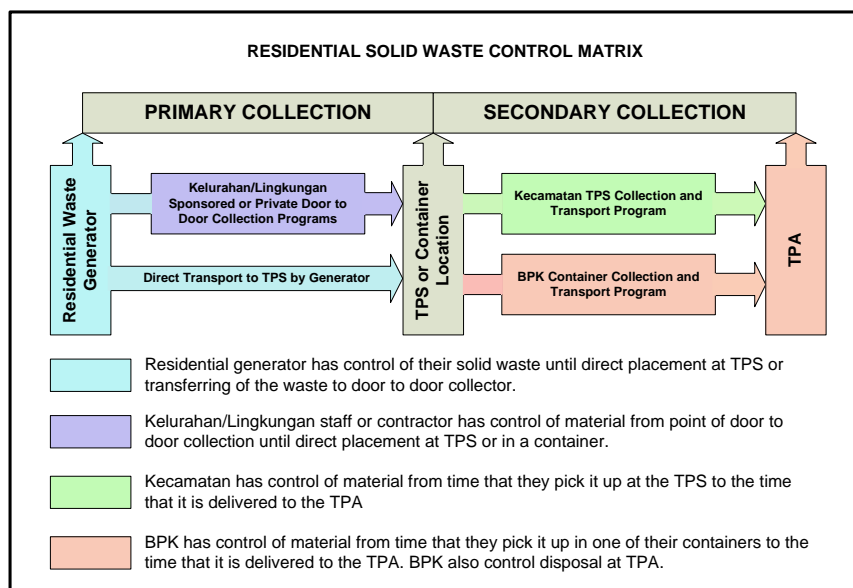 RESIDENTIAL SOLID WASTE CONTROL MATRIX
PRIMARY COLLECTION
SECONDARY COLLECTION
Residential Waste
Generator
Kelurahan/Lingkungan
Sponsored or Private Door to
Door Collection Programs
Direct Transport to TPS by Generator
TPS or Container
Location
Kecamatan TPS Collection and
Transport Program
BPK Container Collection and
Transport Program
TPA
Residential generator has control of their solid waste until direct placement at TPS or
transferring of the waste to door to door collector.
Kelurahan/Lingkungan staff or contractor has control of material from point of door to
door collection until direct placement at TPS or in a container.
Kecamatan has control of material from time that they pick it up at the TPS to the time
that it is delivered to the TPA
BPK has control of material from time that they pick it up in one of their containers to the
time that it is delivered to the TPA. BPK also control disposal at TPA.